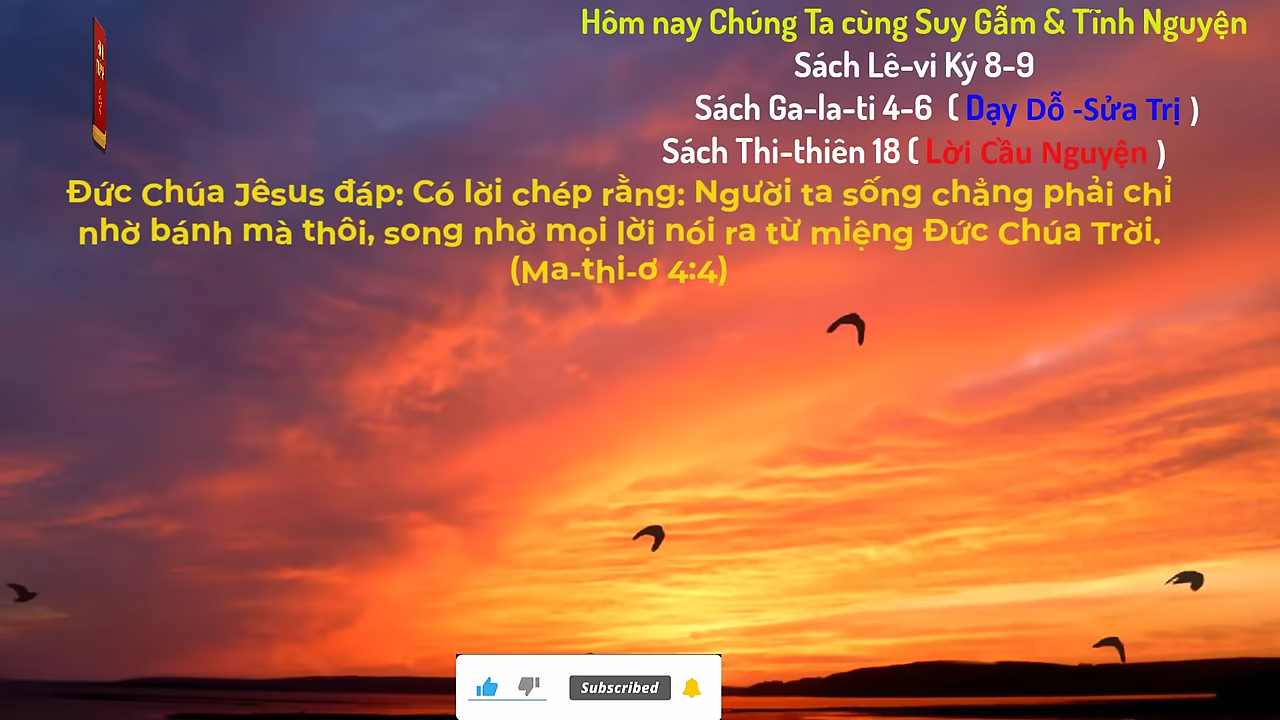 Hôm nay Chúng Ta cùng Suy Gẫm & Tĩnh Nguyện
Sách Lê-vi Ký 8-9
Sách Ga-la-ti 4-6 ( Dạy Dỗ -Sửa Trị )
Sách Thi-thiên 18 ( Lời Cầu Nguyện )
Đức Chúa Jêsus đáp: Có lời chép rằng: Người ta sống chẳng phải chỉ
nhờ bánh mà thôi, song nhờ mọi lời nói ra từ miệng Đức Chúa Trời.
(Ma-thi-ơ 4:4)
Subscribed